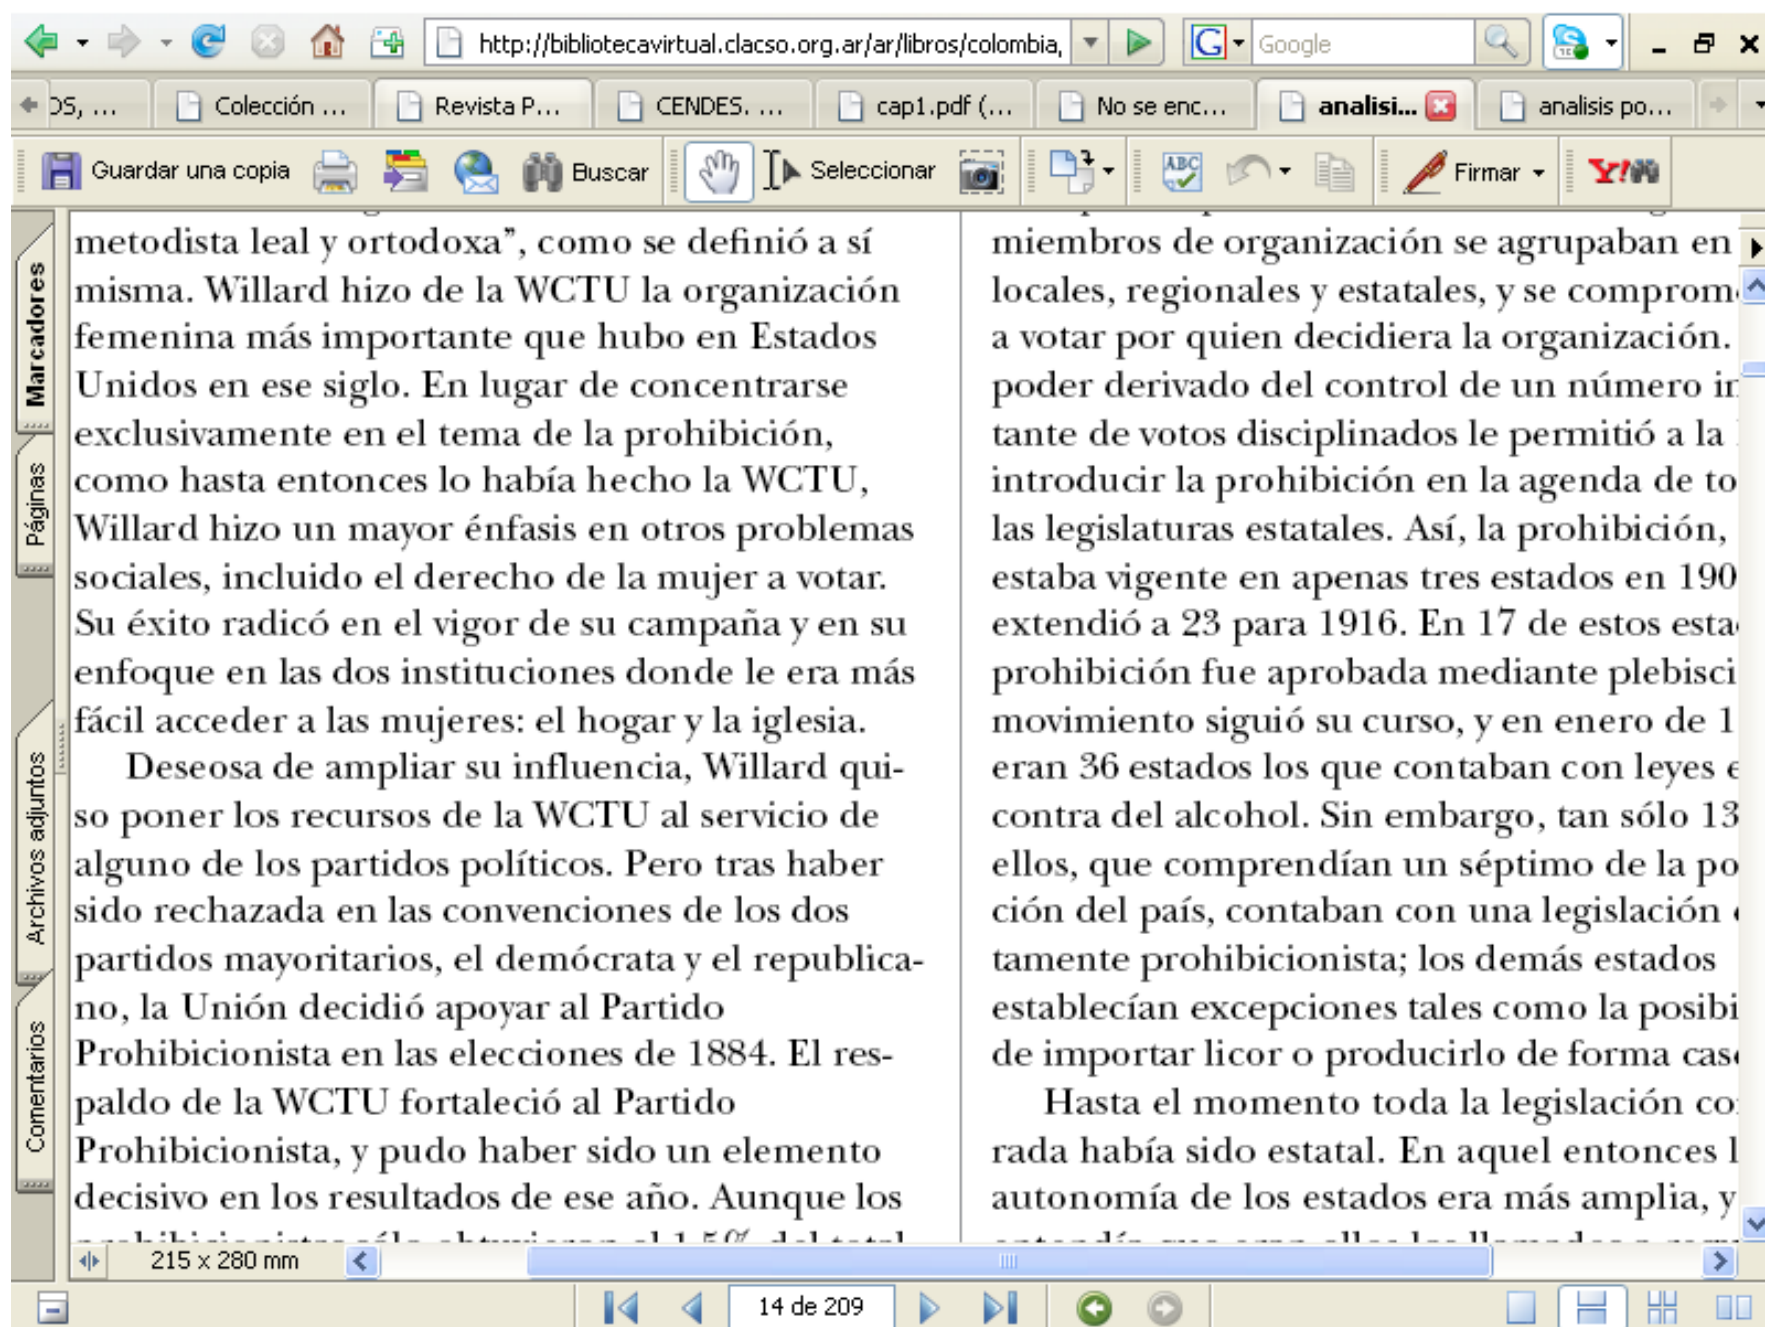 http://bibliotecavirtual.clacso.org.ar/ar/libros/colombia,
Google
OS, ...
Colección ...
Revista P...
CENDES. ...
cap1.pdf (...
No se enc...
analisi...
analisis po...
Guardar una copia
Buscar
Seleccionar
Firmar
Y!
Marcadores
Páginas
Archivos adjuntos
Comentarios
metodista leal y ortodoxa”, como se definió a sí
misma. Willard hizo de la WCTU la organización
femenina más importante que hubo en Estados
Unidos en ese siglo. En lugar de concentrarse
exclusivamente en el tema de la prohibición,
como hasta entonces lo había hecho la WCTU,
Willard hizo un mayor énfasis en otros problemas
sociales, incluido el derecho de la mujer a votar.
Su éxito radicó en el vigor de su campaña y en su
enfoque en las dos instituciones donde le era más
fácil acceder a las mujeres: el hogar y la iglesia.
Deseosa de ampliar su influencia, Willard qui-
so poner los recursos de la WCTU al servicio de
alguno de los partidos políticos. Pero tras haber
sido rechazada en las convenciones de los dos
partidos mayoritarios, el demócrata y el republica-
no, la Unión decidió apoyar al Partido
Prohibicionista en las elecciones de 1884. El res-
paldo de la WCTU fortaleció al Partido
Prohibicionista, y pudo haber sido un elemento
decisivo en los resultados de ese año. Aunque los
miembros de organización se agrupaban en
locales, regionales y estatales, y se comprom
a votar por quien decidiera la organización.
poder derivado del control de un número in
tante de votos disciplinados le permitió a la
introducir la prohibición en la agenda de to
las legislaturas estatales. Así, la prohibición,
estaba vigente en apenas tres estados en 190
extendió a 23 para 1916. En 17 de estos esta
prohibición fue aprobada mediante plebisci
movimiento siguió su curso, y en enero de 1
eran 36 estados los que contaban con leyes e
contra del alcohol. Sin embargo, tan sólo 13
ellos, que comprendían un séptimo de la po
ción del país, contaban con una legislación
tamente prohibicionista; los demás estados
establecían excepciones tales como la posibi
de importar licor o producirlo de forma cas
Hasta el momento toda la legislación co
rada había sido estatal. En aquel entonces l
autonomía de los estados era más amplia, y
215 x 280 mm
14 de 209